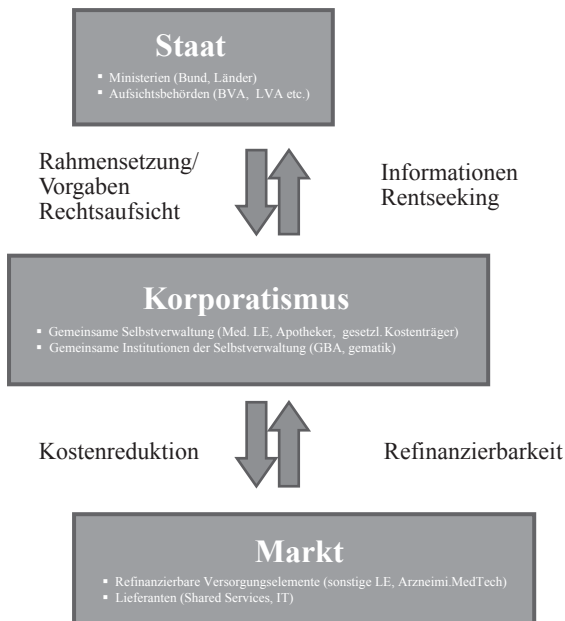 Staat
▪ Ministerien (Bund, Länder)
▪ Aufsichtsbehörden (BVA, LVA etc.)
Rahmensetzung/
Vorgaben
Rechtsaufsicht
Informationen
Rentseeking
Korporatismus
▪ Gemeinsame Selbstverwaltung (Med. LE, Apotheker, gesetzl. Kostenträger)
▪ Gemeinsame Institutionen der Selbstverwaltung (GBA, gematik)
Kostenreduktion
Refinanzierbarkeit
Markt
▪ Refinanzierbare Versorgungselemente (sonstige LE, Arzneimi.MedTech)
▪ Lieferanten (Shared Services, IT)